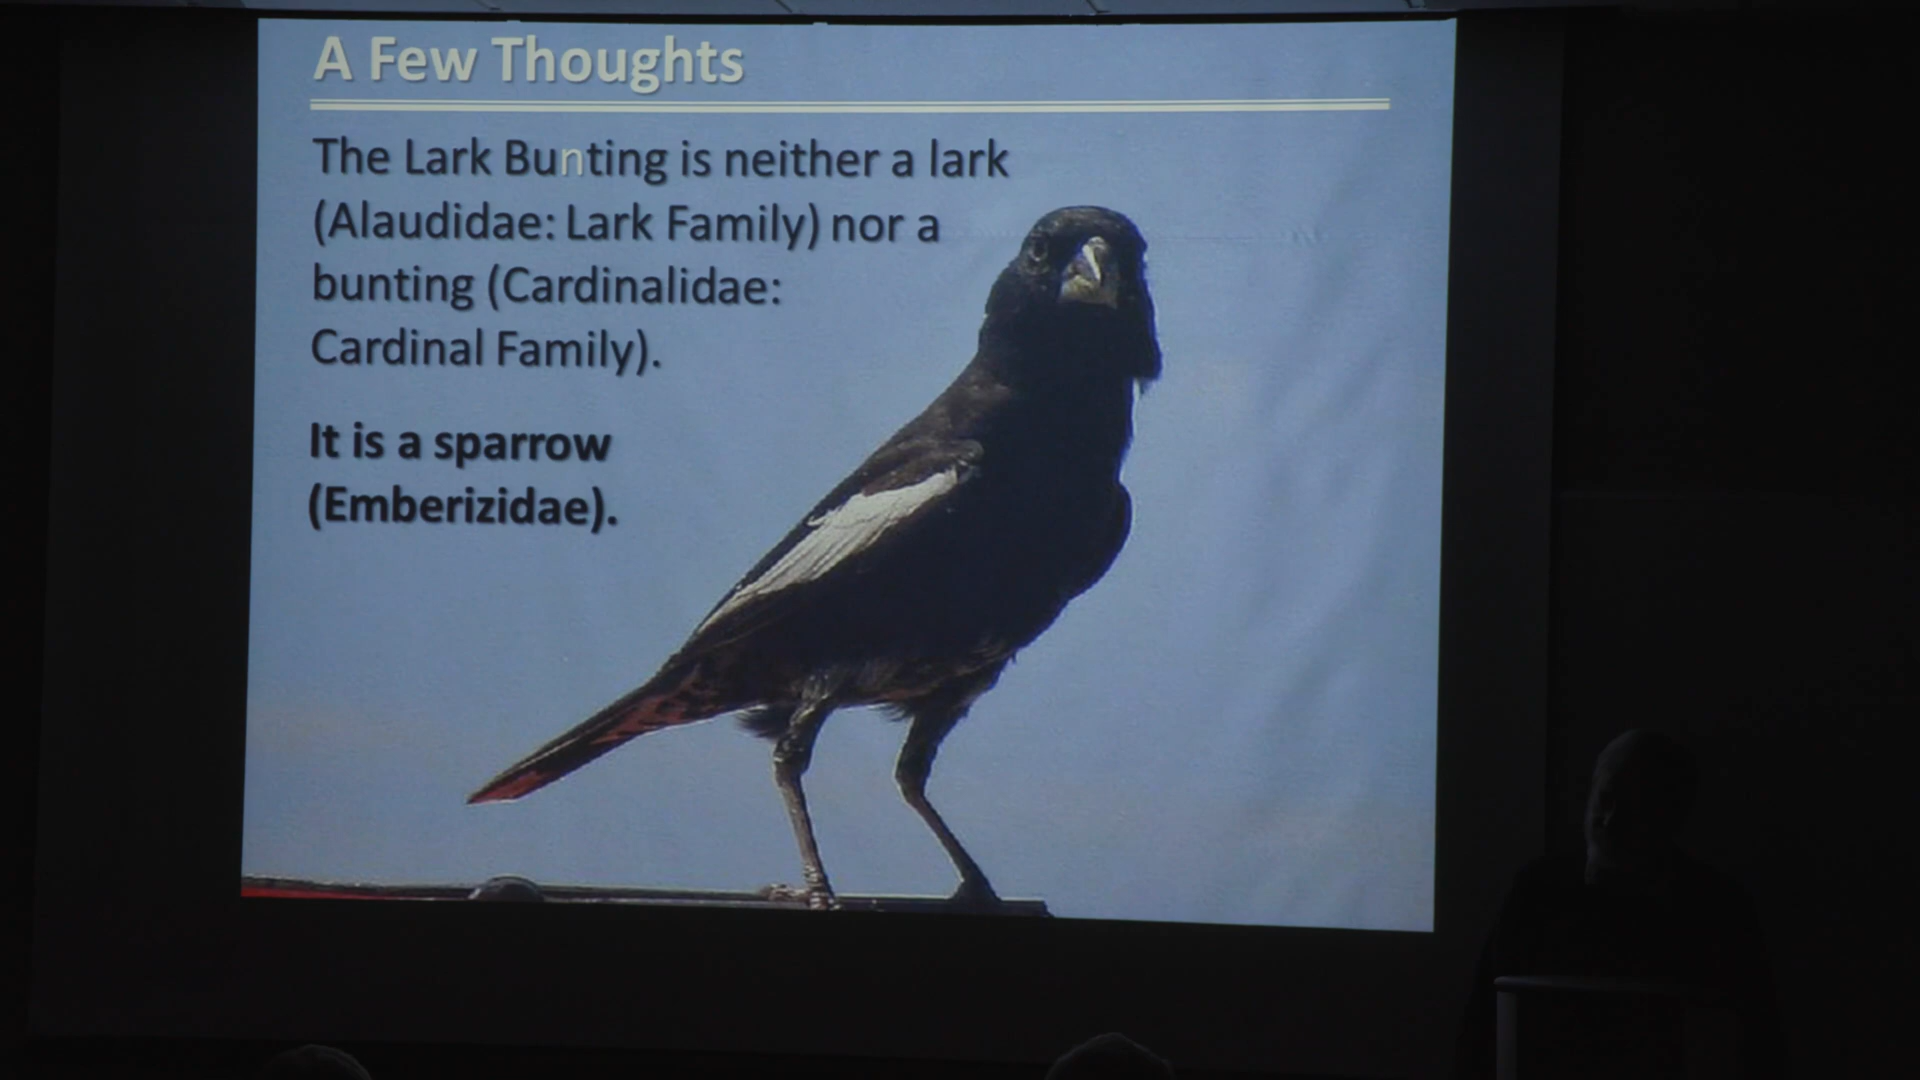 A Few Thoughts
The Lark Bunting is neither a lark
(Alaudidae: Lark Family) nor a
bunting (Cardinalidae:
Cardinal Family).
It is a sparrow
(Emberizidae).